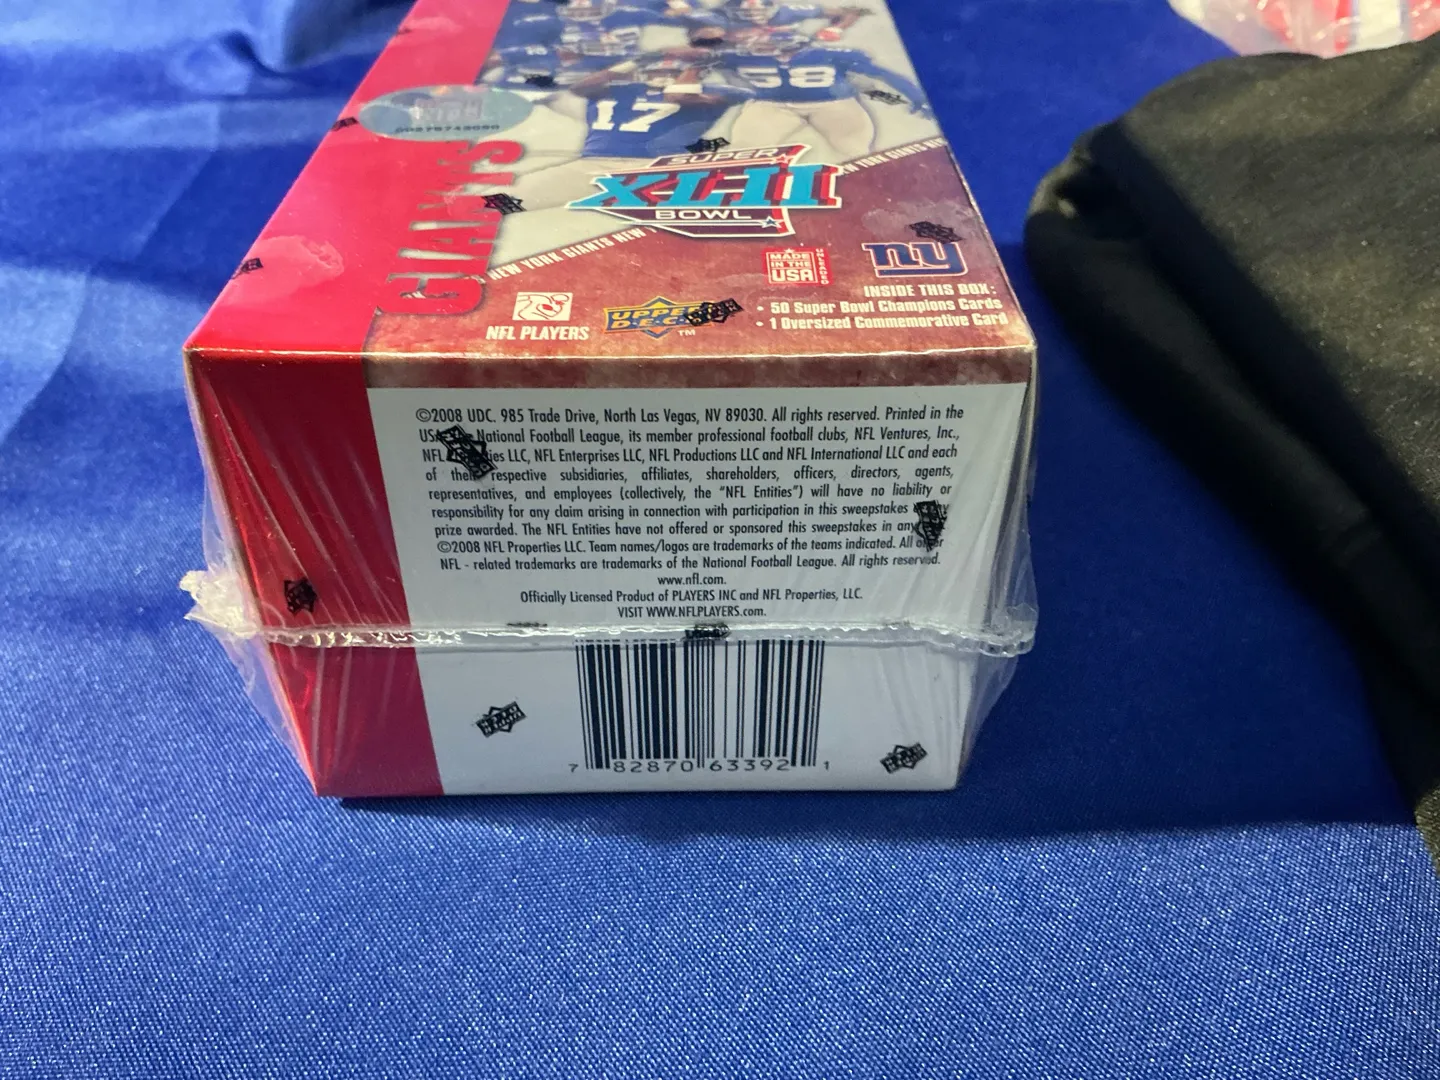 17
58
GIANTS
SUPER
XLII
BOWL
NEW YORK GIANTS NEW
YORK GIANTS
MADE
IN THE
USA
ny
INSIDE THIS BOX:
• 50 Super Bowl Champions Cards
• 1 Oversized Commemorative Card
NFL PLAYERS
UPPER
DECK
TM
©2008 UDC. 985 Trade Drive, North Las Vegas, NV 89030. All rights reserved. Printed in the
National Football League, its member professional football clubs, NFL Ventures, Inc.,
NFL LLC, NFL Enterprises LLC, NFL Productions LLC and NFL International LLC and each
of their respective subsidiaries, affiliates, shareholders, officers, directors, agents,
representatives, and employees (collectively, the “NFL Entities”) will have no liability or
responsibility for any claim arising in connection with participation in this sweepstakes
prize awarded. The NFL Entities have not offered or sponsored this sweepstakes in any
©2008 NFL Properties LLC. Team names/logos are trademarks of the teams indicated. All other
NFL - related trademarks are trademarks of the National Football League. All rights reserved.
www.nfl.com.
Officially Licensed Product of PLAYERS INC and NFL Properties, LLC.
VISIT WWW.NFLPLAYERS.com.
7 82870 63392 1